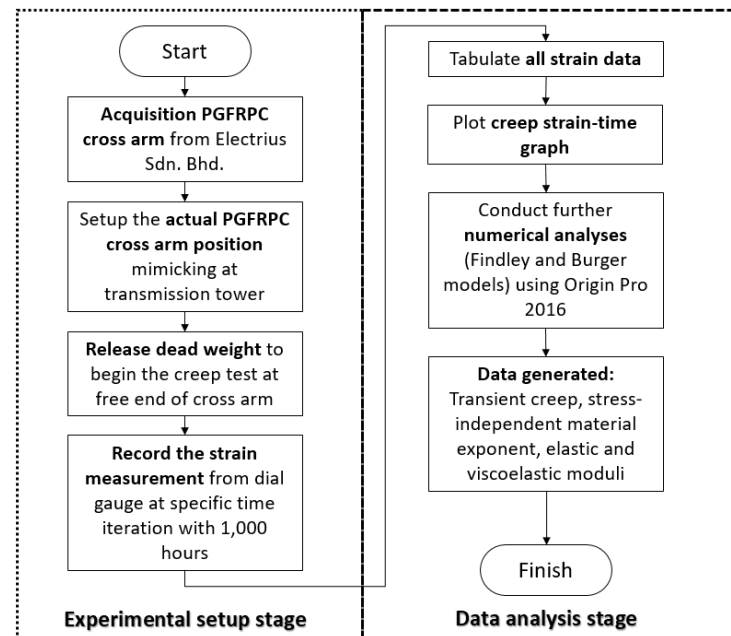 Start
Acquisition PGFRPC
cross arm from Electrius
Sdn. Bhd.
Setup the actual PGFRPC
cross arm position
mimicking at
transmission tower
Release dead weight to
begin the creep test at
free end of cross arm
Record the strain
measurement from dial
gauge at specific time
iteration with 1,000
hours
Experimental setup stage
Tabulate all strain data
Plot creep strain-time
graph
Conduct further
numerical analyses
(Findley and Burger
models) using Origin Pro
2016
Data generated:
Transient creep, stress-
independent material
exponent, elastic and
viscoelastic moduli
Finish
Data analysis stage